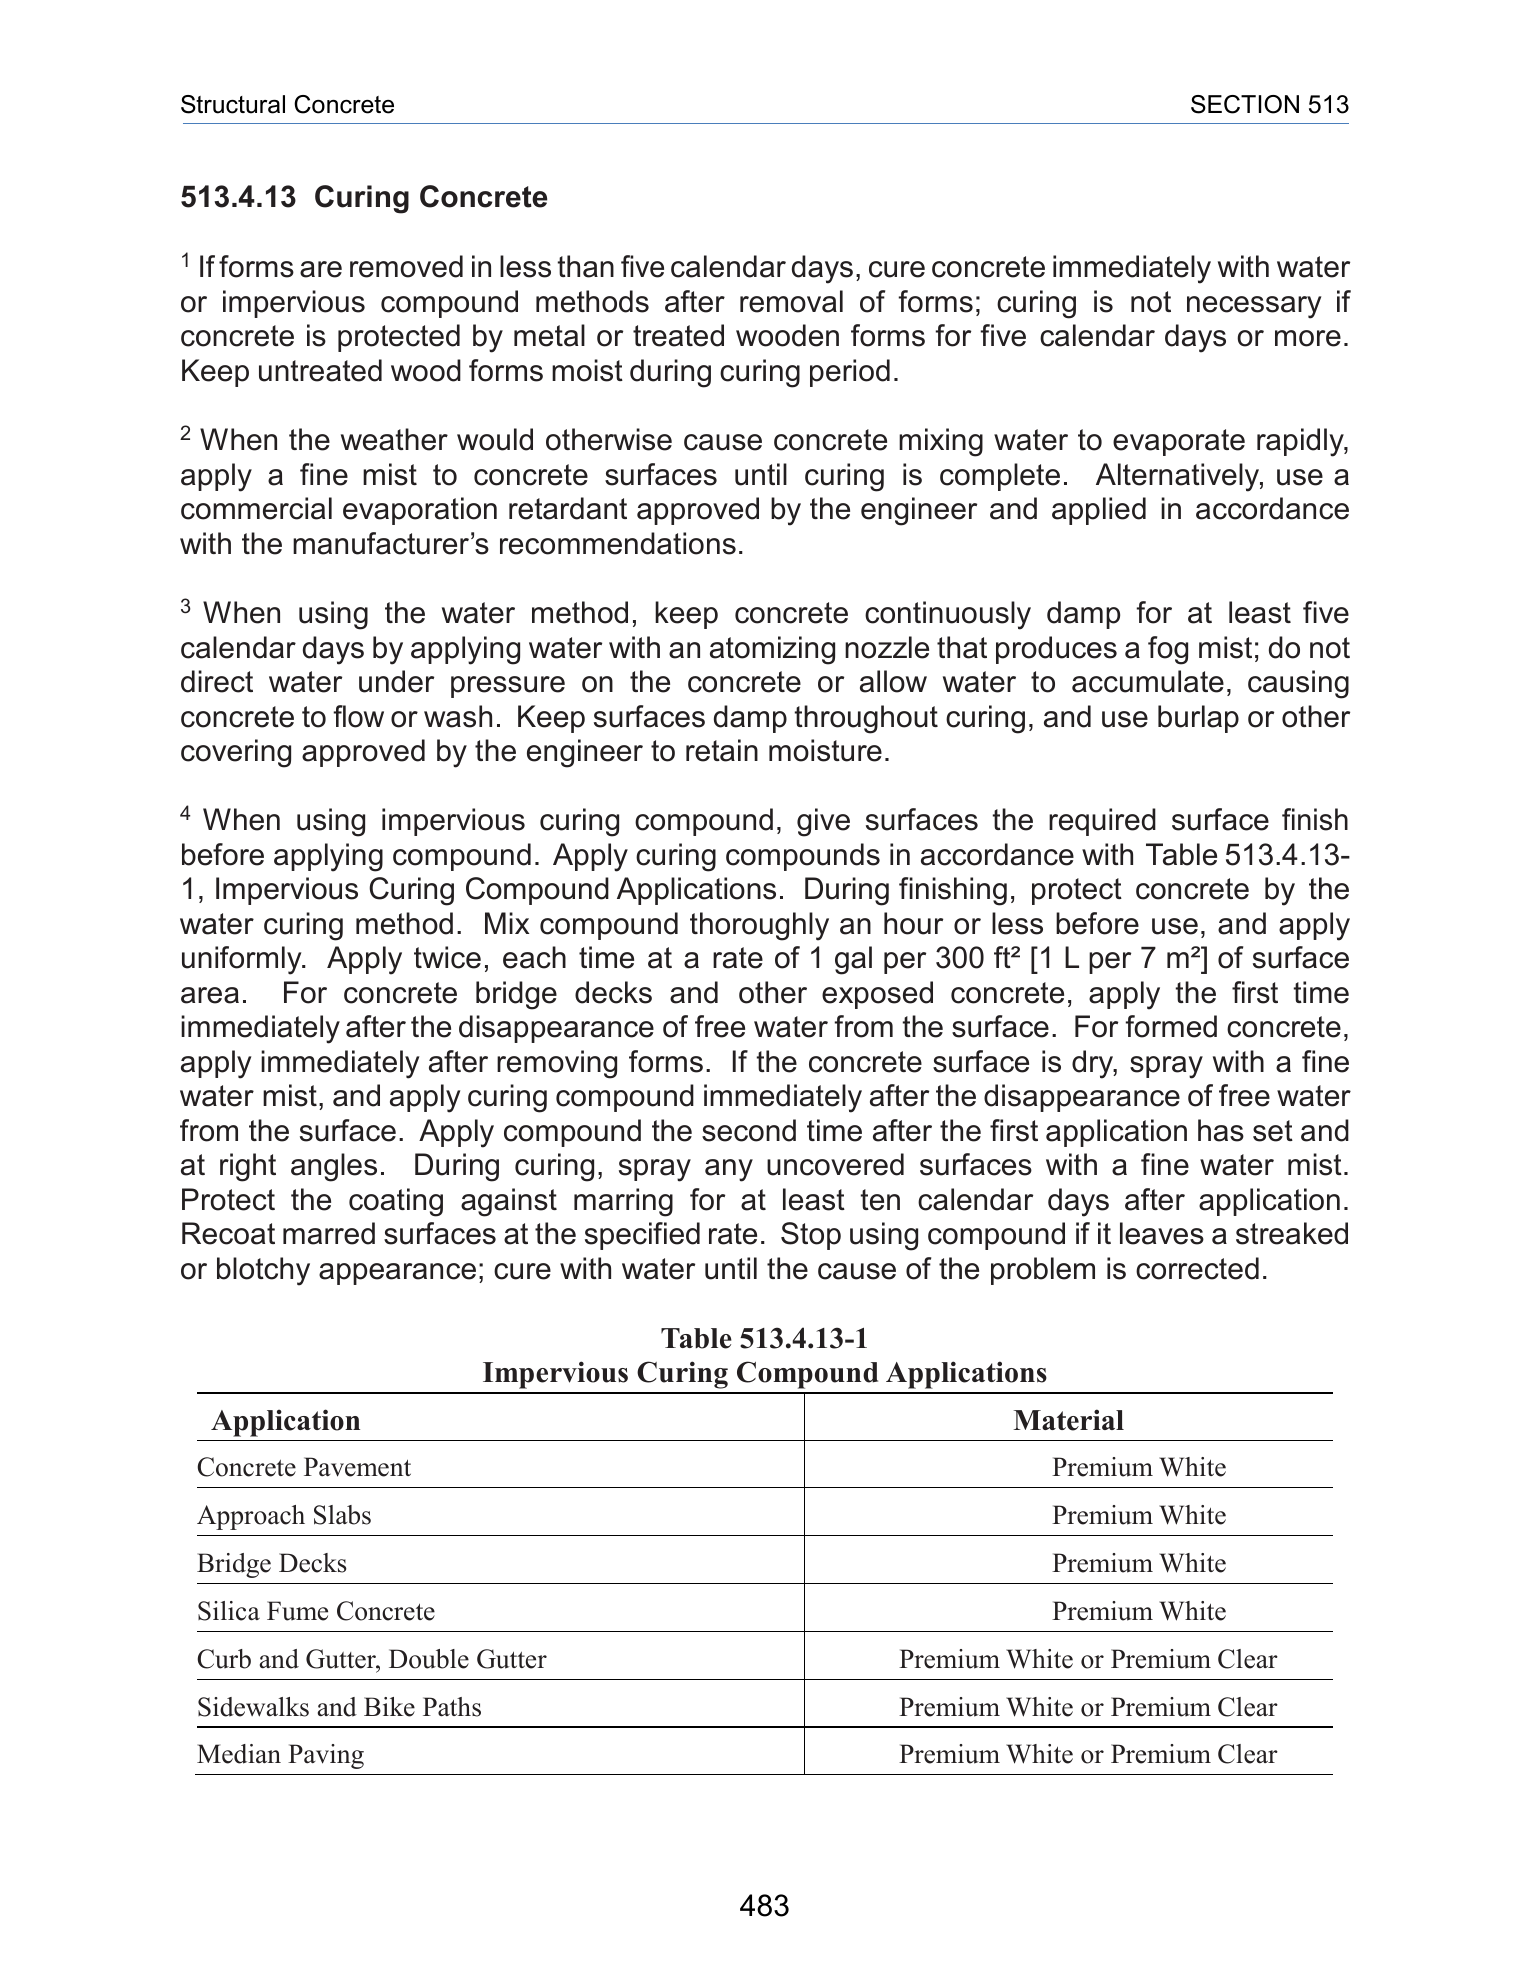 Structural Concrete SECTION 513
513.4.13 Curing Concrete
1 If forms are removed in less than five calendar days, cure concrete immediately with water
or impervious compound methods after removal of forms; curing is not necessary if
concrete is protected by metal or treated wooden forms for five calendar days or more.
Keep untreated wood forms moist during curing period.
2 When the weather would otherwise cause concrete mixing water to evaporate rapidly,
apply a fine mist to concrete surfaces until curing is complete. Alternatively, use a
commercial evaporation retardant approved by the engineer and applied in accordance
with the manufacturer’s recommendations.
3 When using the water method, keep concrete continuously damp for at least five
calendar days by applying water with an atomizing nozzle that produces a fog mist; do not
direct water under pressure on the concrete or allow water to accumulate, causing
concrete to flow or wash. Keep surfaces damp throughout curing, and use burlap or other
covering approved by the engineer to retain moisture.
4 When using impervious curing compound, give surfaces the required surface finish
before applying compound. Apply curing compounds in accordance with Table 513.4.13-
1, Impervious Curing Compound Applications. During finishing, protect concrete by the
water curing method. Mix compound thoroughly an hour or less before use, and apply
uniformly. Apply twice, each time at a rate of 1 gal per 300 ft² [1 L per 7 m²] of surface
area. For concrete bridge decks and other exposed concrete, apply the first time
immediately after the disappearance of free water from the surface. For formed concrete,
apply immediately after removing forms. If the concrete surface is dry, spray with a fine
water mist, and apply curing compound immediately after the disappearance of free water
from the surface. Apply compound the second time after the first application has set and
at right angles. During curing, spray any uncovered surfaces with a fine water mist.
Protect the coating against marring for at least ten calendar days after application.
Recoat marred surfaces at the specified rate. Stop using compound if it leaves a streaked
or blotchy appearance; cure with water until the cause of the problem is corrected.
Table 513.4.13-1
Impervious Curing Compound Applications
Application Material
Concrete Pavement Premium White
Approach Slabs Premium White
Bridge Decks Premium White
Silica Fume Concrete Premium White
Curb and Gutter, Double Gutter Premium White or Premium Clear
Sidewalks and Bike Paths Premium White or Premium Clear
Median Paving Premium White or Premium Clear
483